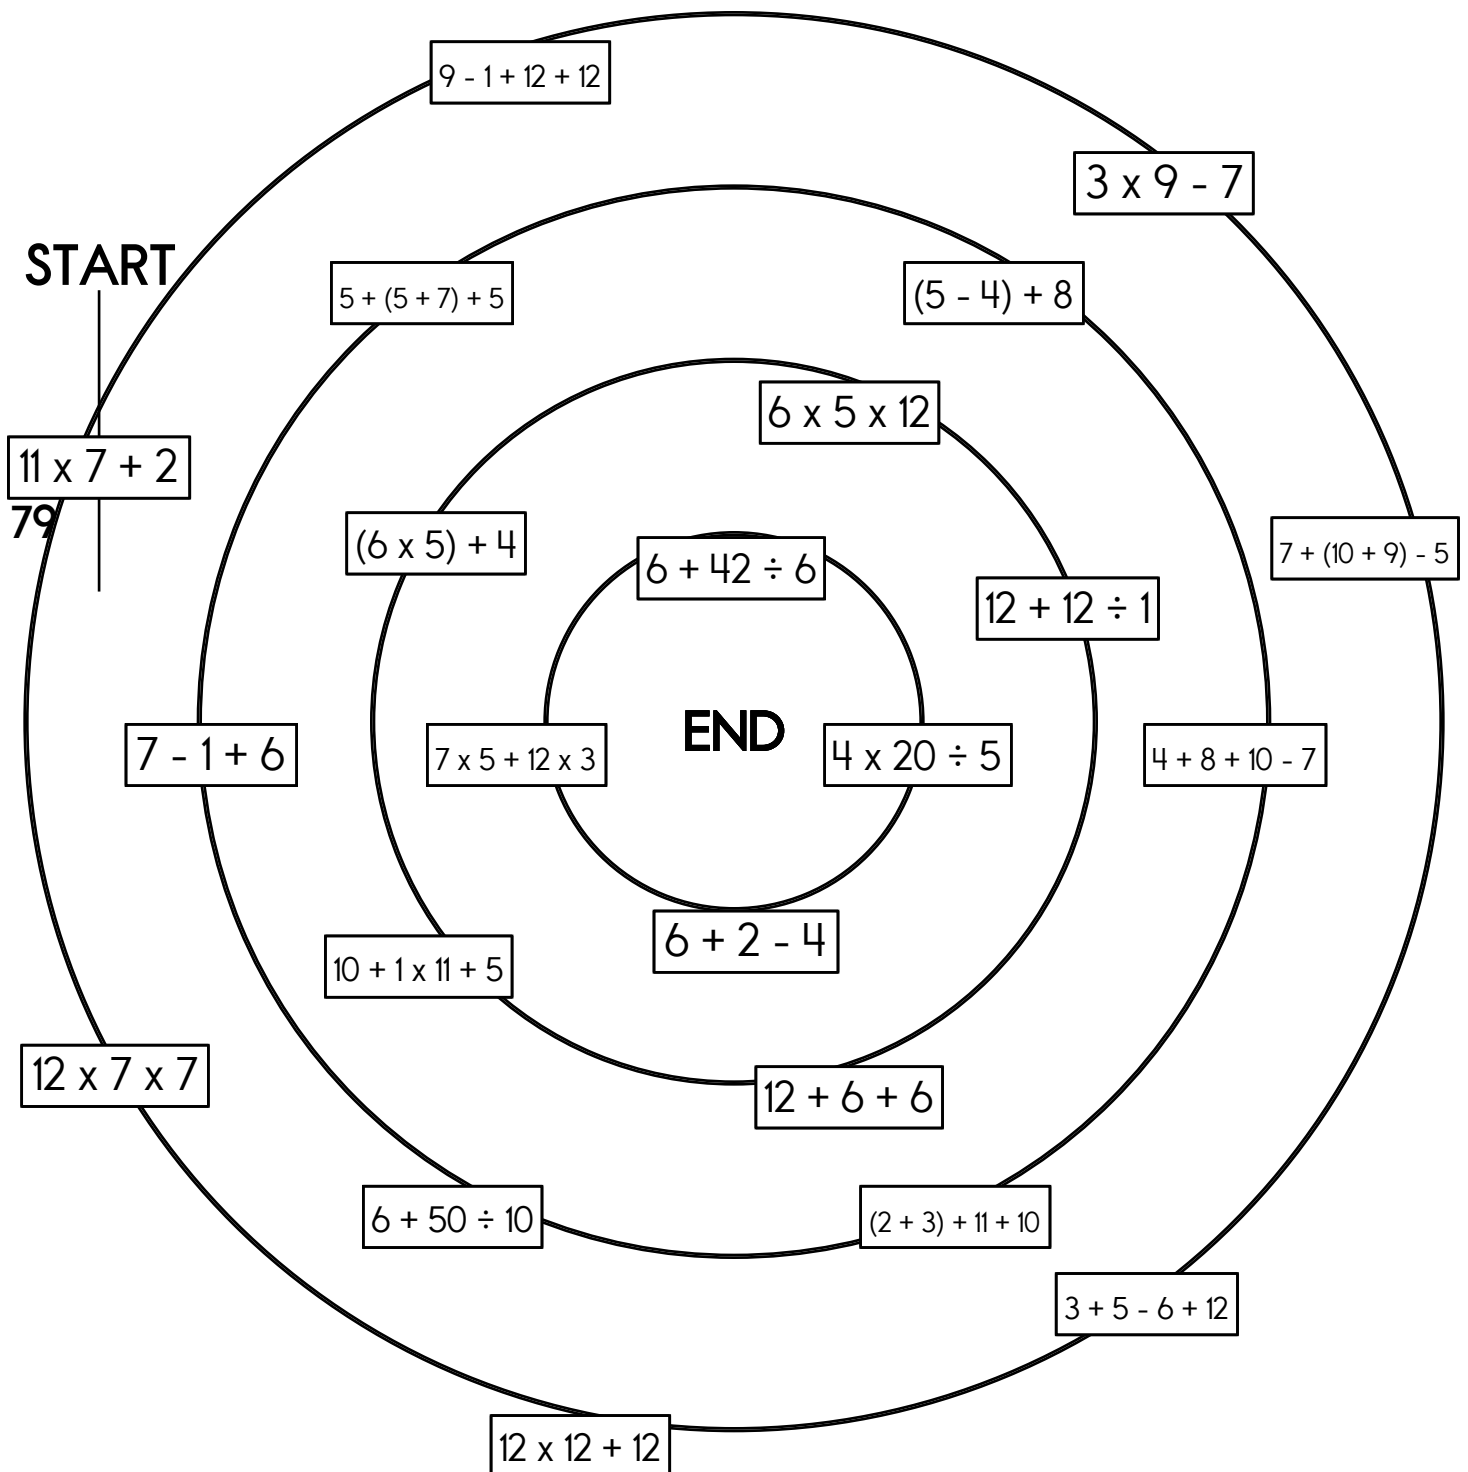 9 - 1 + 12 + 12
3 x 9 - 7
START
5 + (5 + 7) + 5
(5 - 4) + 8
6 x 5 x 12
11 x 7 + 2
79
(6 x 5) + 4
7 + (10 + 9) - 5
6 + 42 ÷ 6
12 + 12 ÷ 1
END
7 - 1 + 6
7 x 5 + 12 x 3
4 x 20 ÷ 5
4 + 8 + 10 - 7
6 + 2 - 4
10 + 1 x 11 + 5
12 x 7 x 7
12 + 6 + 6
6 + 50 ÷ 10
(2 + 3) + 11 + 10
3 + 5 - 6 + 12
12 x 12 + 12